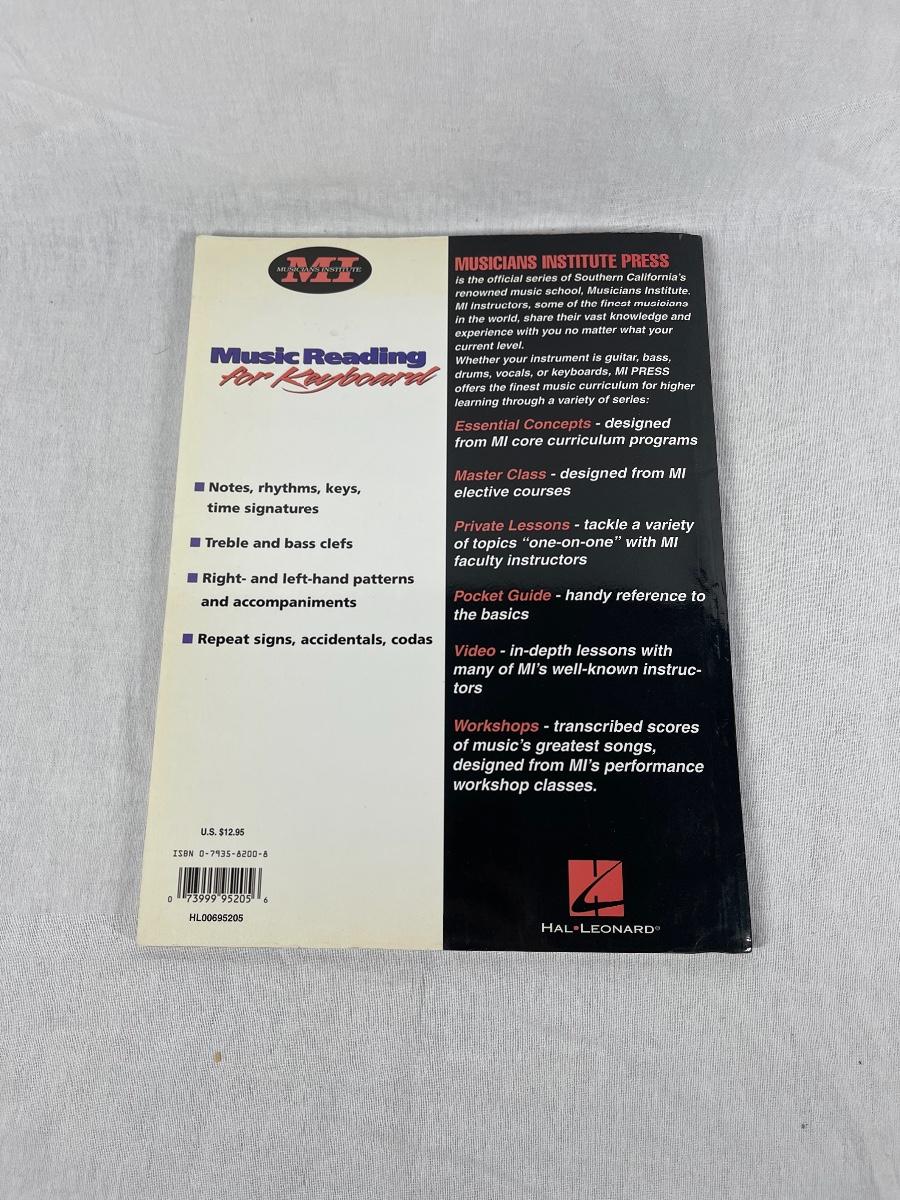 MI
MUSICIANS INSTITUTE
Music Reading
for Keyboard
■ Notes, rhythms, keys,
time signatures
■ Treble and bass clefs
■ Right- and left-hand patterns
and accompaniments
■ Repeat signs, accidentals, codas
U.S. $12.95
ISBN 0-7935-8200-8
0 73999 95205 6
HL00695205
MUSICIANS INSTITUTE PRESS
is the official series of Southern California's
renowned music school, Musicians Institute.
MI instructors, some of the finest musicians
in the world, share their vast knowledge and
experience with you no matter what your
current level.
Whether your instrument is guitar, bass,
drums, vocals, or keyboards, MI PRESS
offers the finest music curriculum for higher
learning through a variety of series:
Essential Concepts - designed
from MI core curriculum programs
Master Class - designed from MI
elective courses
Private Lessons - tackle a variety
of topics “one-on-one” with MI
faculty instructors
Pocket Guide - handy reference to
the basics
Video - in-depth lessons with
many of MI's well-known instruc-
tors
Workshops - transcribed scores
of music's greatest songs,
designed from MI's performance
workshop classes.
HAL•LEONARD®